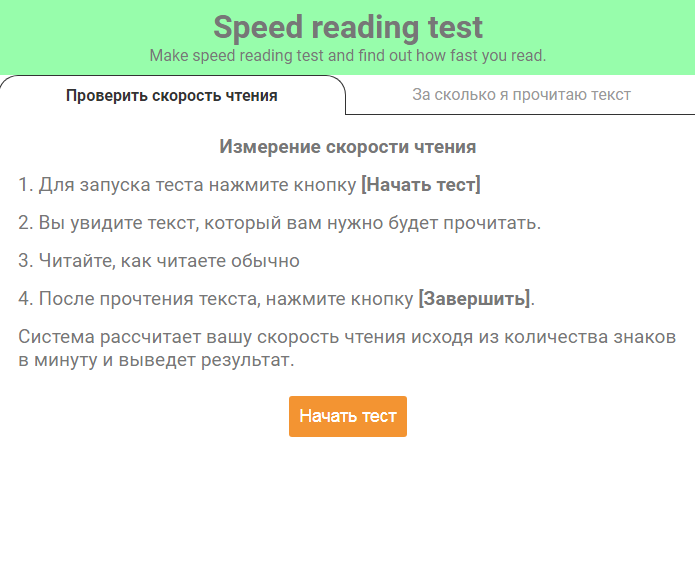 Speed reading test
Make speed reading test and find out how fast you read.
Проверить скорость чтения
За сколько я прочитаю текст
Измерение скорости чтения
1. Для запуска теста нажмите кнопку [Начать тест]
2. Вы увидите текст, который вам нужно будет прочитать.
3. Читайте, как читаете обычно
4. После прочтения текста, нажмите кнопку [Завершить].
Система рассчитает вашу скорость чтения исходя из количества знаков
в минуту и выведет результат.
Начать тест